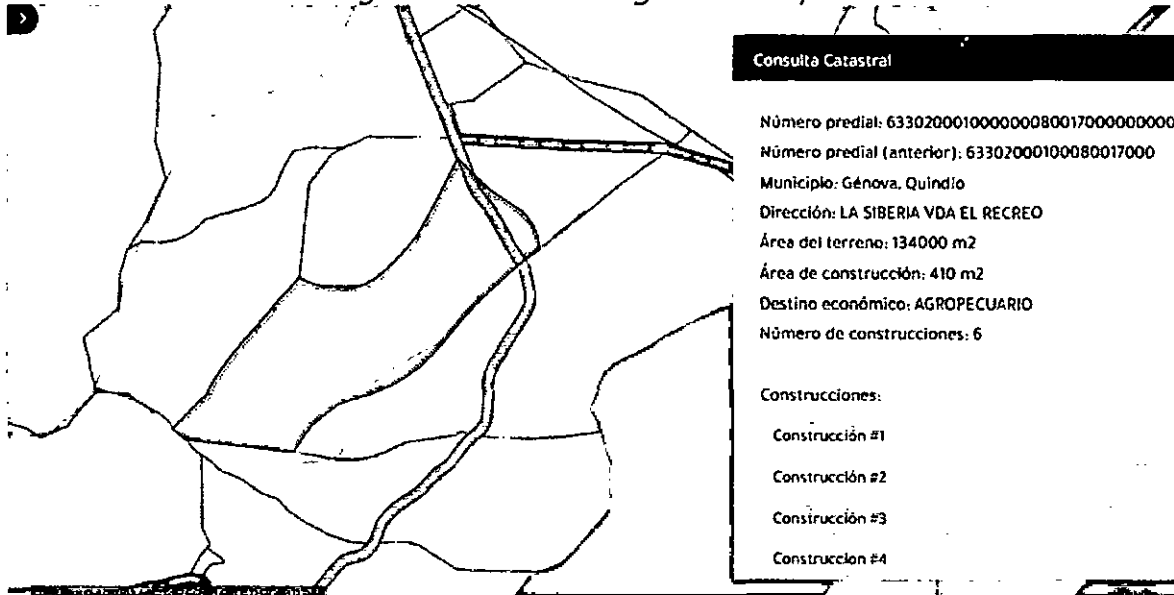 Consulta Catastral
Número predial: 633020001000000080017000000000
Número predial (anterior): 63302000100080017000
Municipio: Génova, Quindío
Dirección: LA SIBERIA VDA EL RECREO
Área del terreno: 134000 m2
Área de construcción: 410 m2
Destino económico: AGROPECUARIO
Número de construcciones: 6
Construcciones:
Construcción #1
Construcción #2
Construcción #3
Construcción #4